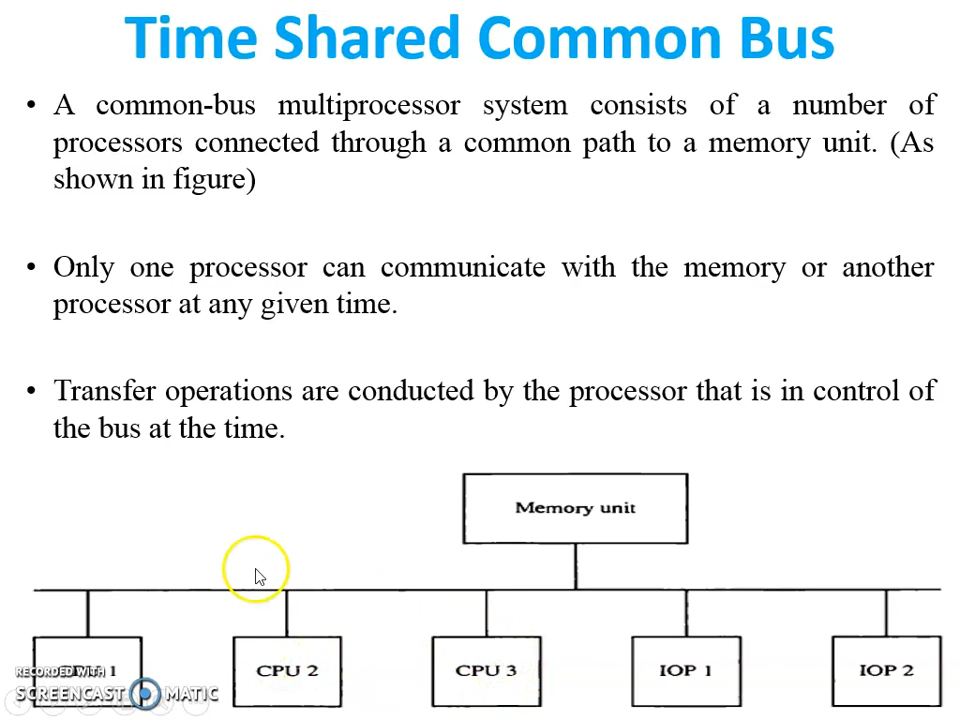 Time Shared Common Bus
• A common-bus multiprocessor system consists of a number of
processors connected through a common path to a memory unit. (As
shown in figure)
• Only one processor can communicate with the memory or another
processor at any given time.
• Transfer operations are conducted by the processor that is in control of
the bus at the time.
Memory unit
1 CPU 2 CPU 3 IOP 1 IOP 2
RECORDED WITH
SCREENCAST MATIC